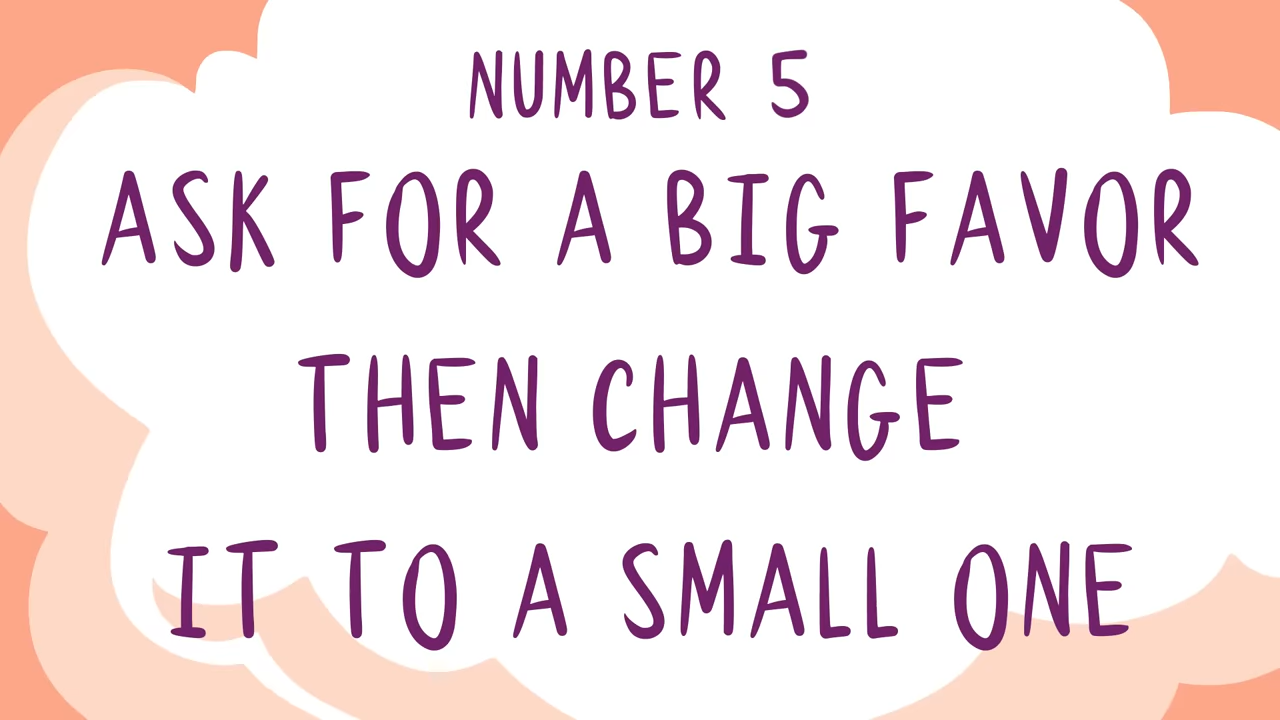 NUMBER 5
ASK FOR A BIG FAVOR
THEN CHANGE
IT TO A SMALL ONE